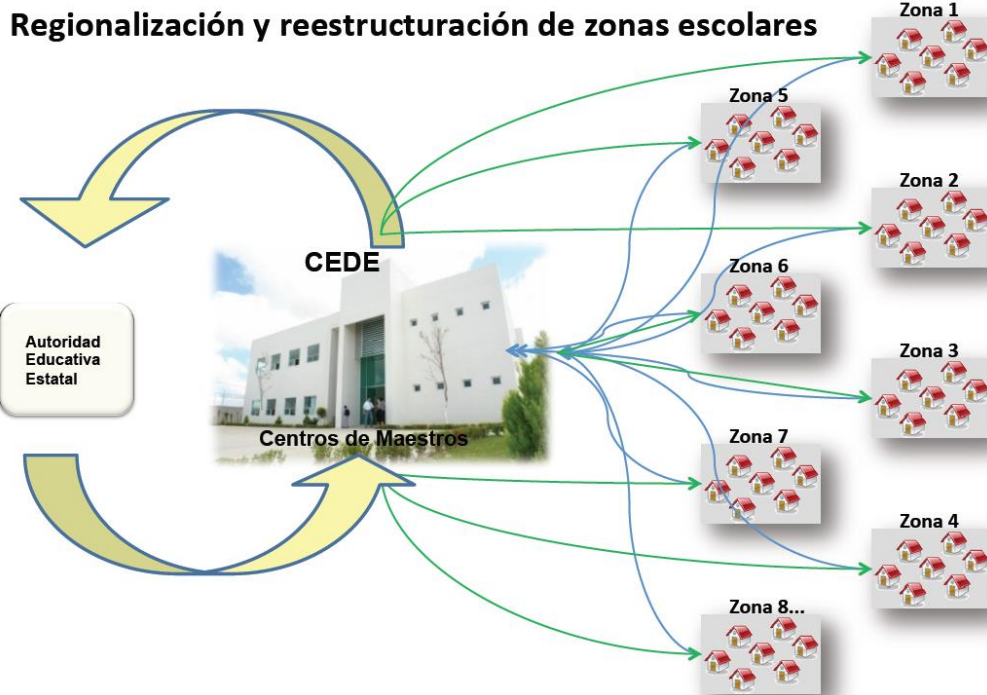 Regionalización y reestructuración de zonas escolares
Zona 1
Zona 5
Zona 2
CEDE
Zona 6
Autoridad
Educativa
Estatal
Zona 3
Centros de Maestros
Zona 7
Zona 4
Zona 8...